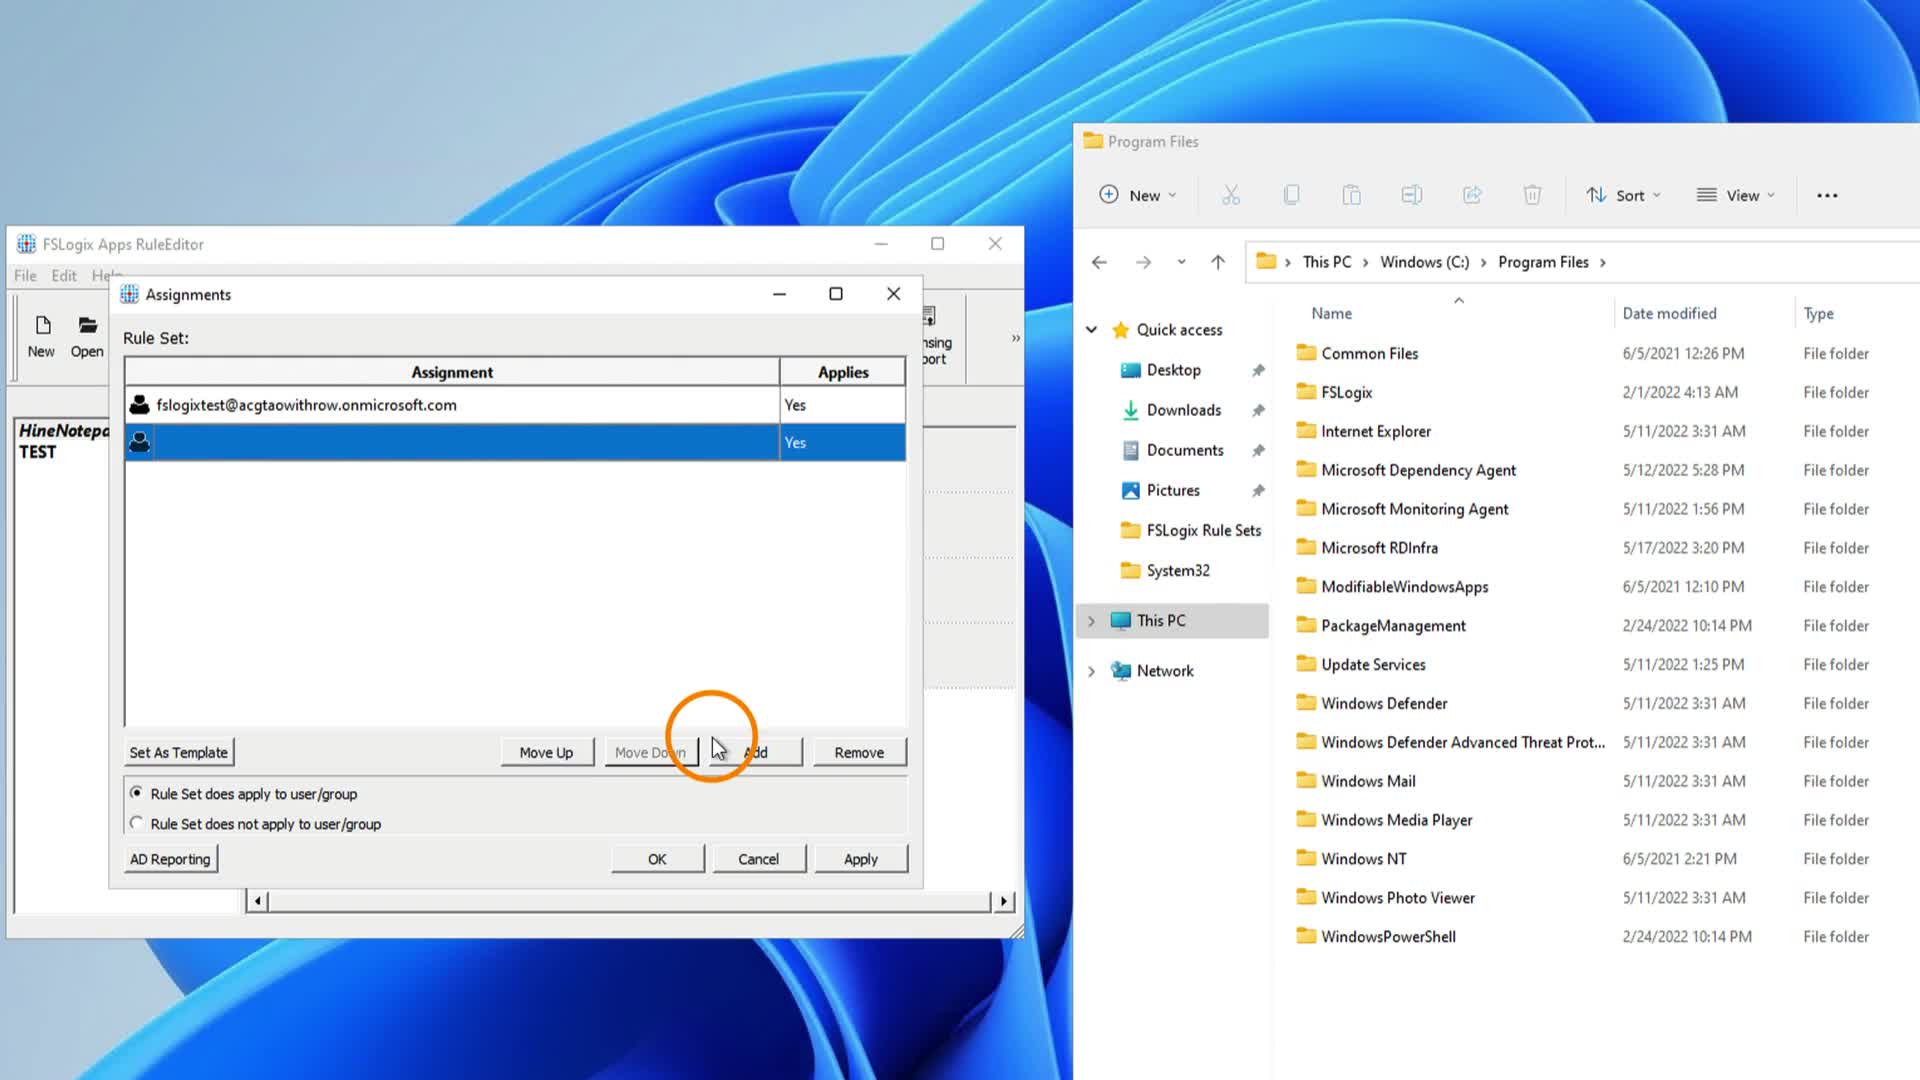 FSLogix Apps RuleEditor
File Edit Help
New
Open
HineNotepa
TEST
Assignments
Rule Set:
Assignment Applies
fslogixtest@acgtaowithrow.onmicrosoft.com Yes
Yes
Set As Template Move Up Move Down Add Remove
Rule Set does apply to user/group
Rule Set does not apply to user/group
AD Reporting OK Cancel Apply
nsing
ort
»
Program Files
New Sort View
This PC > Windows (C:) > Program Files >
Quick access
Desktop
Downloads
Documents
Pictures
FSLogix Rule Sets
System32
This PC
Network
Name Date modified Type
Common Files 6/5/2021 12:26 PM File folder
FSLogix 2/1/2022 4:13 AM File folder
Internet Explorer 5/11/2022 3:31 AM File folder
Microsoft Dependency Agent 5/12/2022 5:28 PM File folder
Microsoft Monitoring Agent 5/11/2022 1:56 PM File folder
Microsoft RDInfra 5/17/2022 3:20 PM File folder
ModifiableWindowsApps 6/5/2021 12:10 PM File folder
PackageManagement 2/24/2022 10:14 PM File folder
Update Services 5/11/2022 1:25 PM File folder
Windows Defender 5/11/2022 3:31 AM File folder
Windows Defender Advanced Threat Prot... 5/11/2022 3:31 AM File folder
Windows Mail 5/11/2022 3:31 AM File folder
Windows Media Player 5/11/2022 3:31 AM File folder
Windows NT 6/5/2021 2:21 PM File folder
Windows Photo Viewer 5/11/2022 3:31 AM File folder
WindowsPowerShell 2/24/2022 10:14 PM File folder